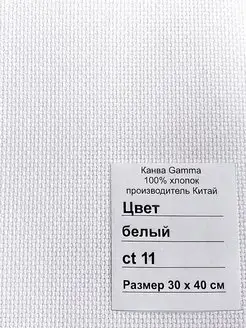 Канва Gamma
100% хлопок
производитель Китай
Цвет
белый
ct 11
Размер 30 х 40 см